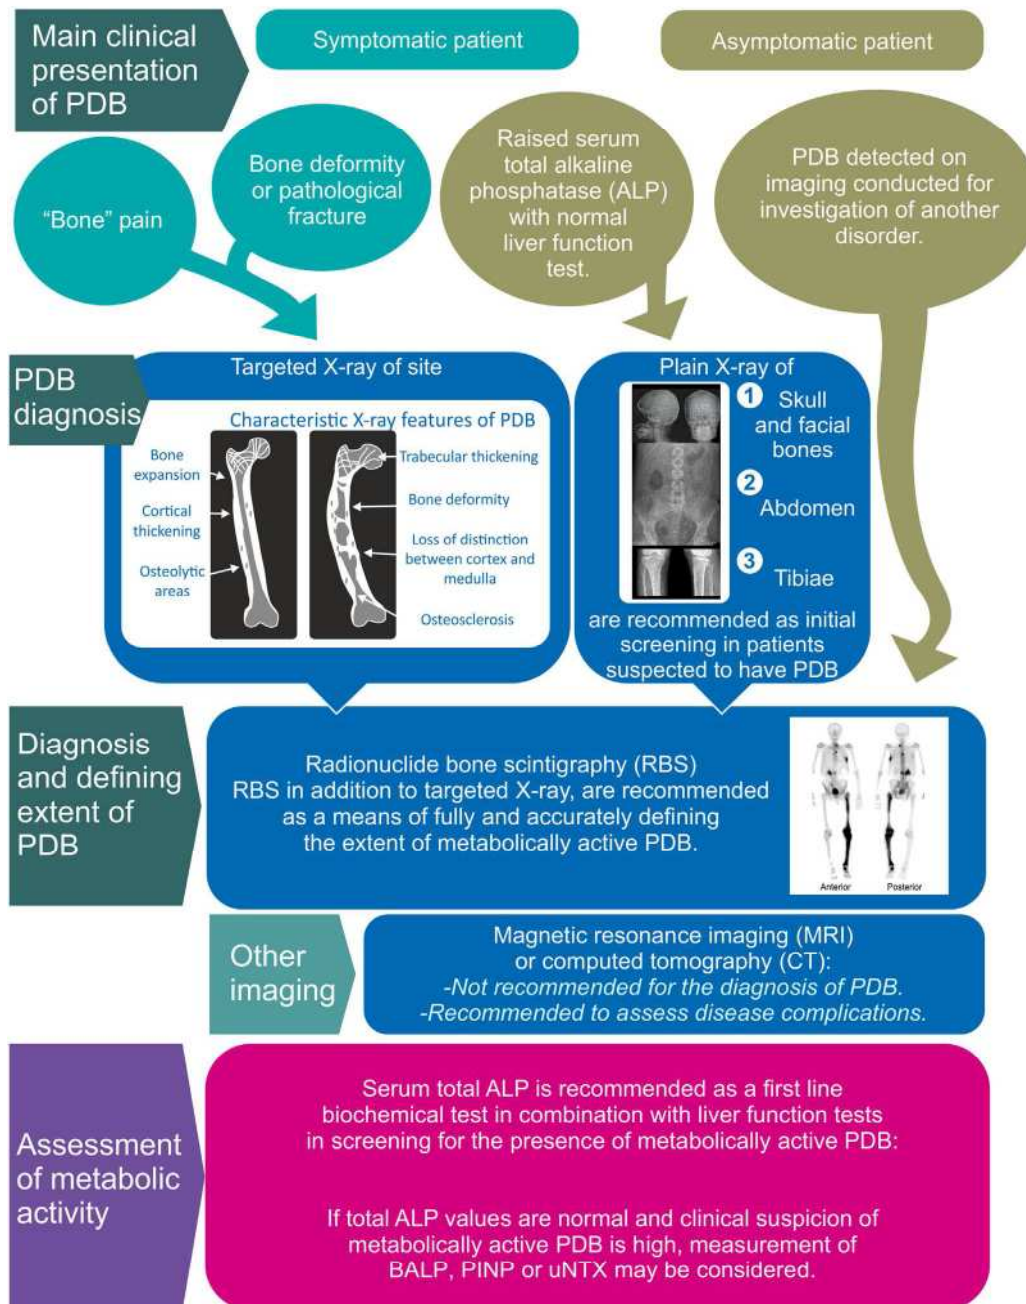 Main clinical
presentation
of PDB
Symptomatic patient
Asymptomatic patient
“Bone” pain
Bone deformity
or pathological
fracture
Raised serum
total alkaline
phosphatase (ALP)
with normal
liver function
test.
PDB detected on
imaging conducted for
investigation of another
disorder.
PDB
diagnosis
Targeted X-ray of site
Characteristic X-ray features of PDB
Bone
expansion
Cortical
thickening
Osteolytic
areas
Trabecular thickening
Bone deformity
Loss of distinction
between cortex and
medulla
Osteosclerosis
Plain X-ray of
1 Skull
and facial
bones
2
Abdomen
3 Tibiae
are recommended as initial
screening in patients
suspected to have PDB
Diagnosis
and defining
extent of
PDB
Radionuclide bone scintigraphy (RBS)
RBS in addition to targeted X-ray, are recommended
as a means of fully and accurately defining
the extent of metabolically active PDB.
Anterior Posterior
Other
imaging
Magnetic resonance imaging (MRI)
or computed tomography (CT):
-Not recommended for the diagnosis of PDB.
-Recommended to assess disease complications.
Assessment
of metabolic
activity
Serum total ALP is recommended as a first line
biochemical test in combination with liver function tests
in screening for the presence of metabolically active PDB:
If total ALP values are normal and clinical suspicion of
metabolically active PDB is high, measurement of
BALP, PINP or uNTX may be considered.